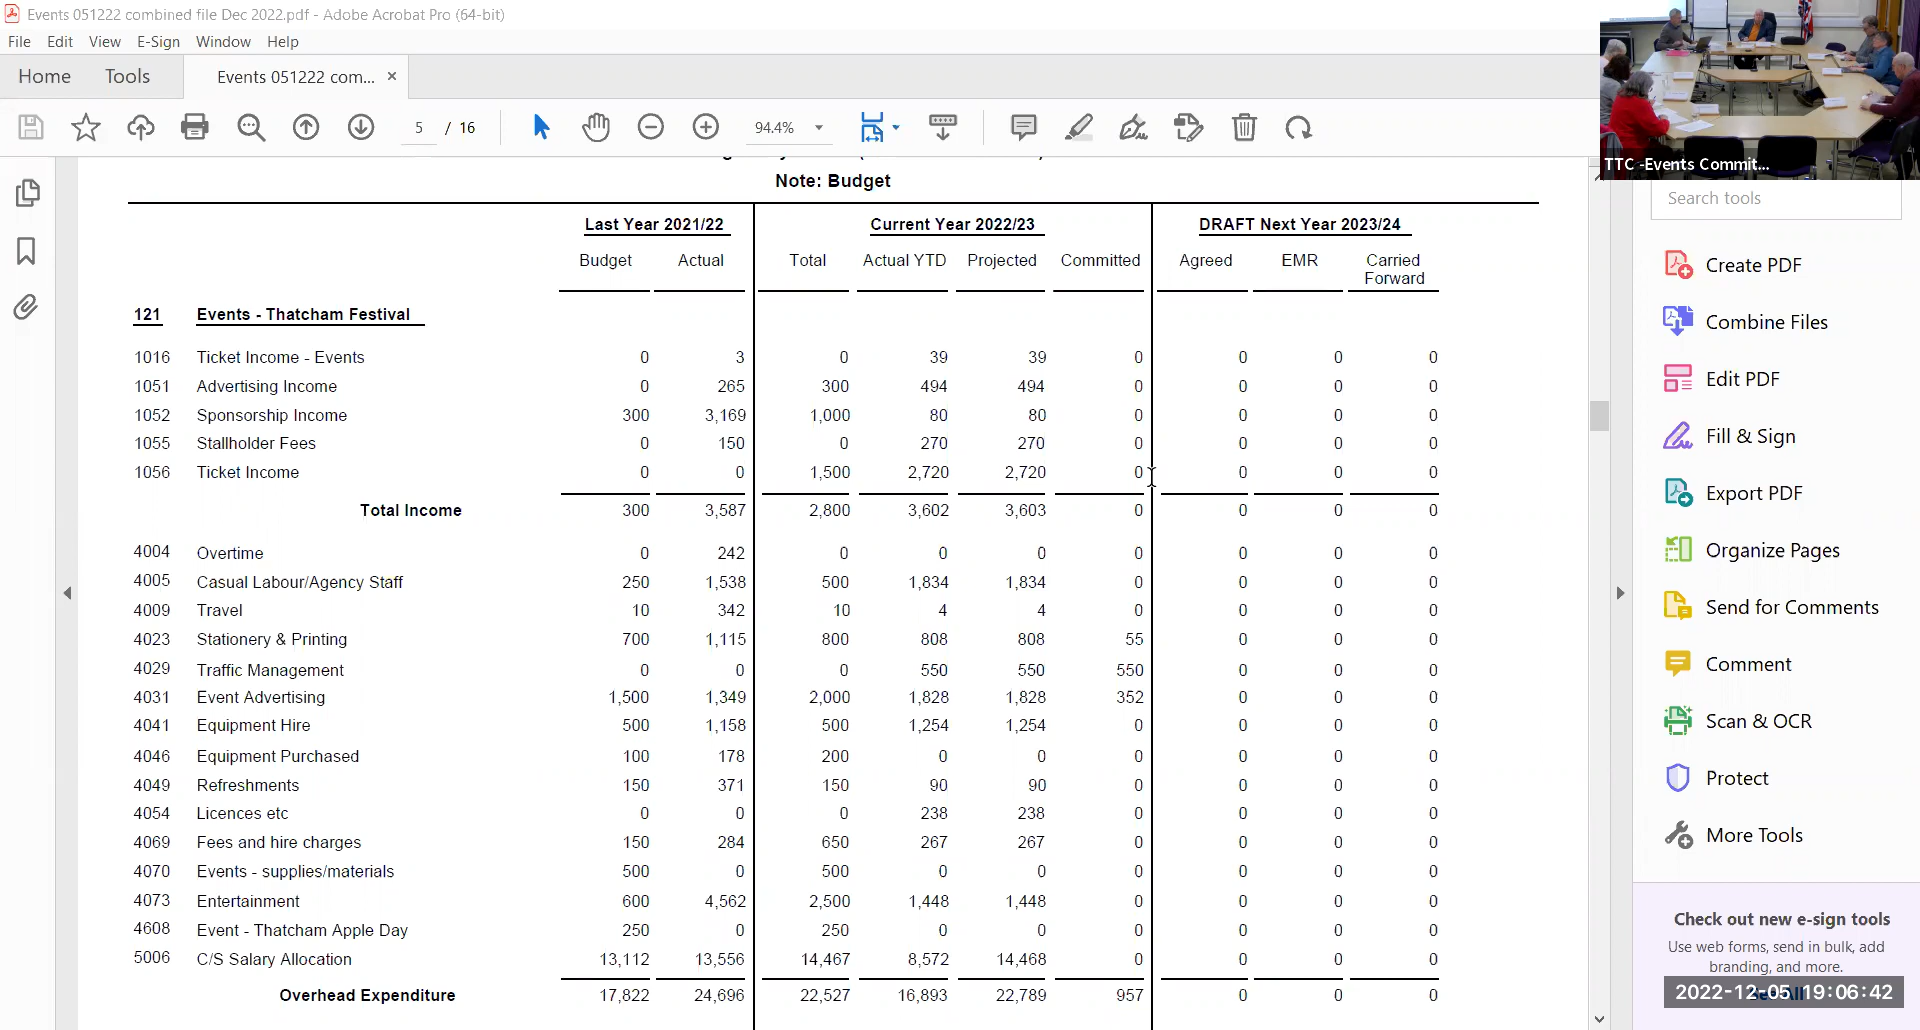 Events 051222 combined file Dec 2022.pdf - Adobe Acrobat Pro (64-bit)
File Edit View E-Sign Window Help
Home Tools Events 051222 com... ×
5 / 16 94.4%
TTC -Events Commit...
Note: Budget
Search tools
Last Year 2021/22 Current Year 2022/23 DRAFT Next Year 2023/24
Budget Actual Total Actual YTD Projected Committed Agreed EMR Carried
Forward
121 Events - Thatcham Festival
1016 Ticket Income - Events 0 3 0 39 39 0 0 0 0
1051 Advertising Income 0 265 300 494 494 0 0 0 0
1052 Sponsorship Income 300 3,169 1,000 80 80 0 0 0 0
1055 Stallholder Fees 0 150 0 270 270 0 0 0 0
1056 Ticket Income 0 0 1,500 2,720 2,720 0 0 0 0
Total Income 300 3,587 2,800 3,602 3,603 0 0 0 0
4004 Overtime 0 242 0 0 0 0 0 0 0
4005 Casual Labour/Agency Staff 250 1,538 500 1,834 1,834 0 0 0 0
4009 Travel 10 342 10 4 4 0 0 0 0
4023 Stationery & Printing 700 1,115 800 808 808 55 0 0 0
4029 Traffic Management 0 0 0 550 550 550 0 0 0
4031 Event Advertising 1,500 1,349 2,000 1,828 1,828 352 0 0 0
4041 Equipment Hire 500 1,158 500 1,254 1,254 0 0 0 0
4046 Equipment Purchased 100 178 200 0 0 0 0 0 0
4049 Refreshments 150 371 150 90 90 0 0 0 0
4054 Licences etc 0 0 0 238 238 0 0 0 0
4069 Fees and hire charges 150 284 650 267 267 0 0 0 0
4070 Events - supplies/materials 500 0 500 0 0 0 0 0 0
4073 Entertainment 600 4,562 2,500 1,448 1,448 0 0 0 0
4608 Event - Thatcham Apple Day 250 0 250 0 0 0 0 0 0
5006 C/S Salary Allocation 13,112 13,556 14,467 8,572 14,468 0 0 0 0
Overhead Expenditure 17,822 24,696 22,527 16,893 22,789 957 0 0 0
Create PDF
Combine Files
Edit PDF
Fill & Sign
Export PDF
Organize Pages
Send for Comments
Comment
Scan & OCR
Protect
More Tools
Check out new e-sign tools
Use web forms, send in bulk, add
branding, and more.
2022-12-05 19:06:42